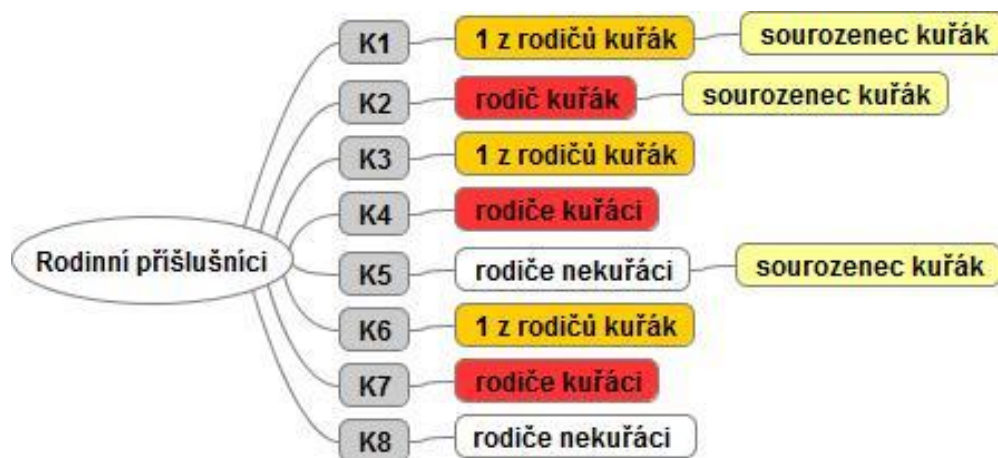 K1 1 z rodičů kuřák sourozenec kuřák
K2 rodič kuřák sourozenec kuřák
K3 1 z rodičů kuřák
K4 rodiče kuřáci
Rodinní příšlušníci
K5 rodiče nekuřáci sourozenec kuřák
K6 1 z rodičů kuřák
K7 rodiče kuřáci
K8 rodiče nekuřáci